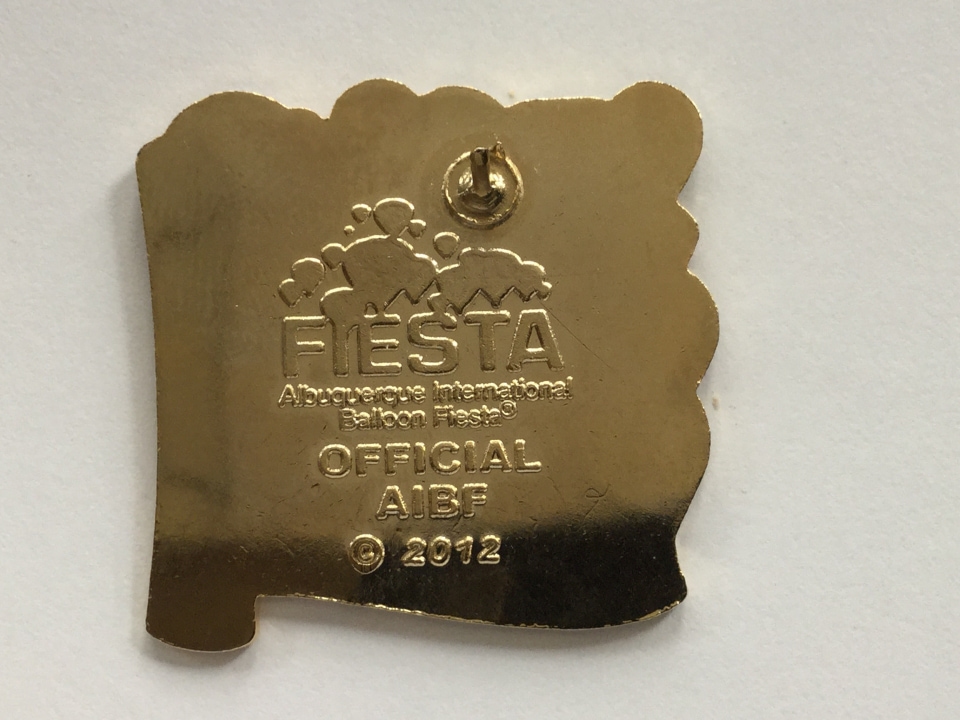 FIESTA
Albuquerque International
Balloon Fiesta®
OFFICIAL
AIBF
© 2012